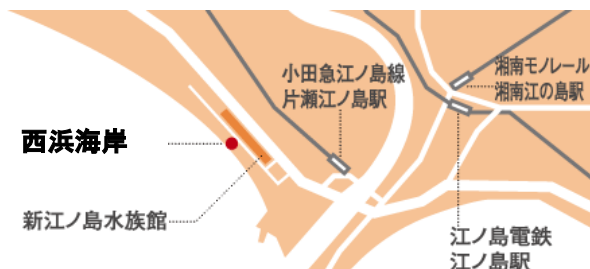 小田急江ノ島線
片瀬江ノ島駅
湘南モノレール
湘南江の島駅
西浜海岸
新江ノ島水族館
江ノ島電鉄
江ノ島駅